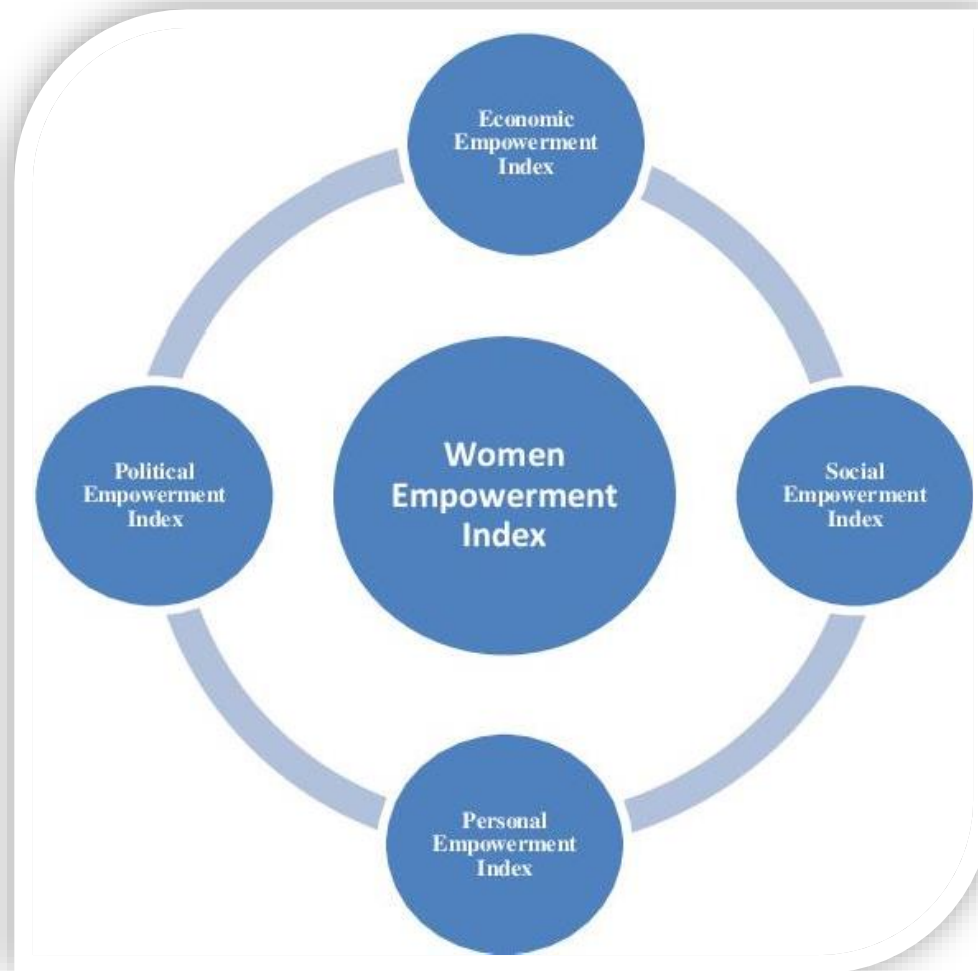 Economic
Empowerment
Index
Political
Empowerment
Index
Women
Empowerment
Index
Social
Empowerment
Index
Personal
Empowerment
Index